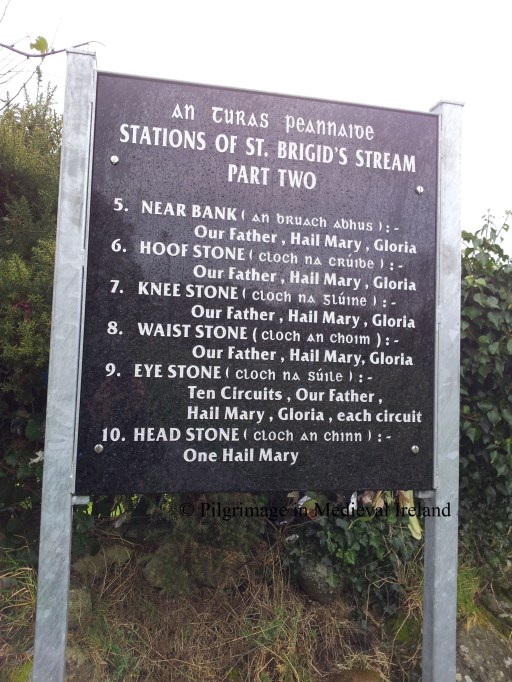 An Turas Peannaide
STATIONS OF ST. BRIGID'S STREAM
PART TWO
5. NEAR BANK ( an bruach abhus ) : -
Our Father , Hail Mary , Gloria
6. HOOF STONE ( cloch na crúibe ) : -
Our Father , Hail Mary , Gloria
7. KNEE STONE ( cloch na glúine ) : -
Our Father , Hail Mary , Gloria
8. WAIST STONE ( cloch an choim ) : -
Our Father , Hail Mary, Gloria
9. EYE STONE ( cloch na súile ) : -
Ten Circuits , Our Father ,
Hail Mary , Gloria , each circuit
10. HEAD STONE ( cloch an chinn ) : -
One Hail Mary
© Pilgrimage in Medieval Ireland